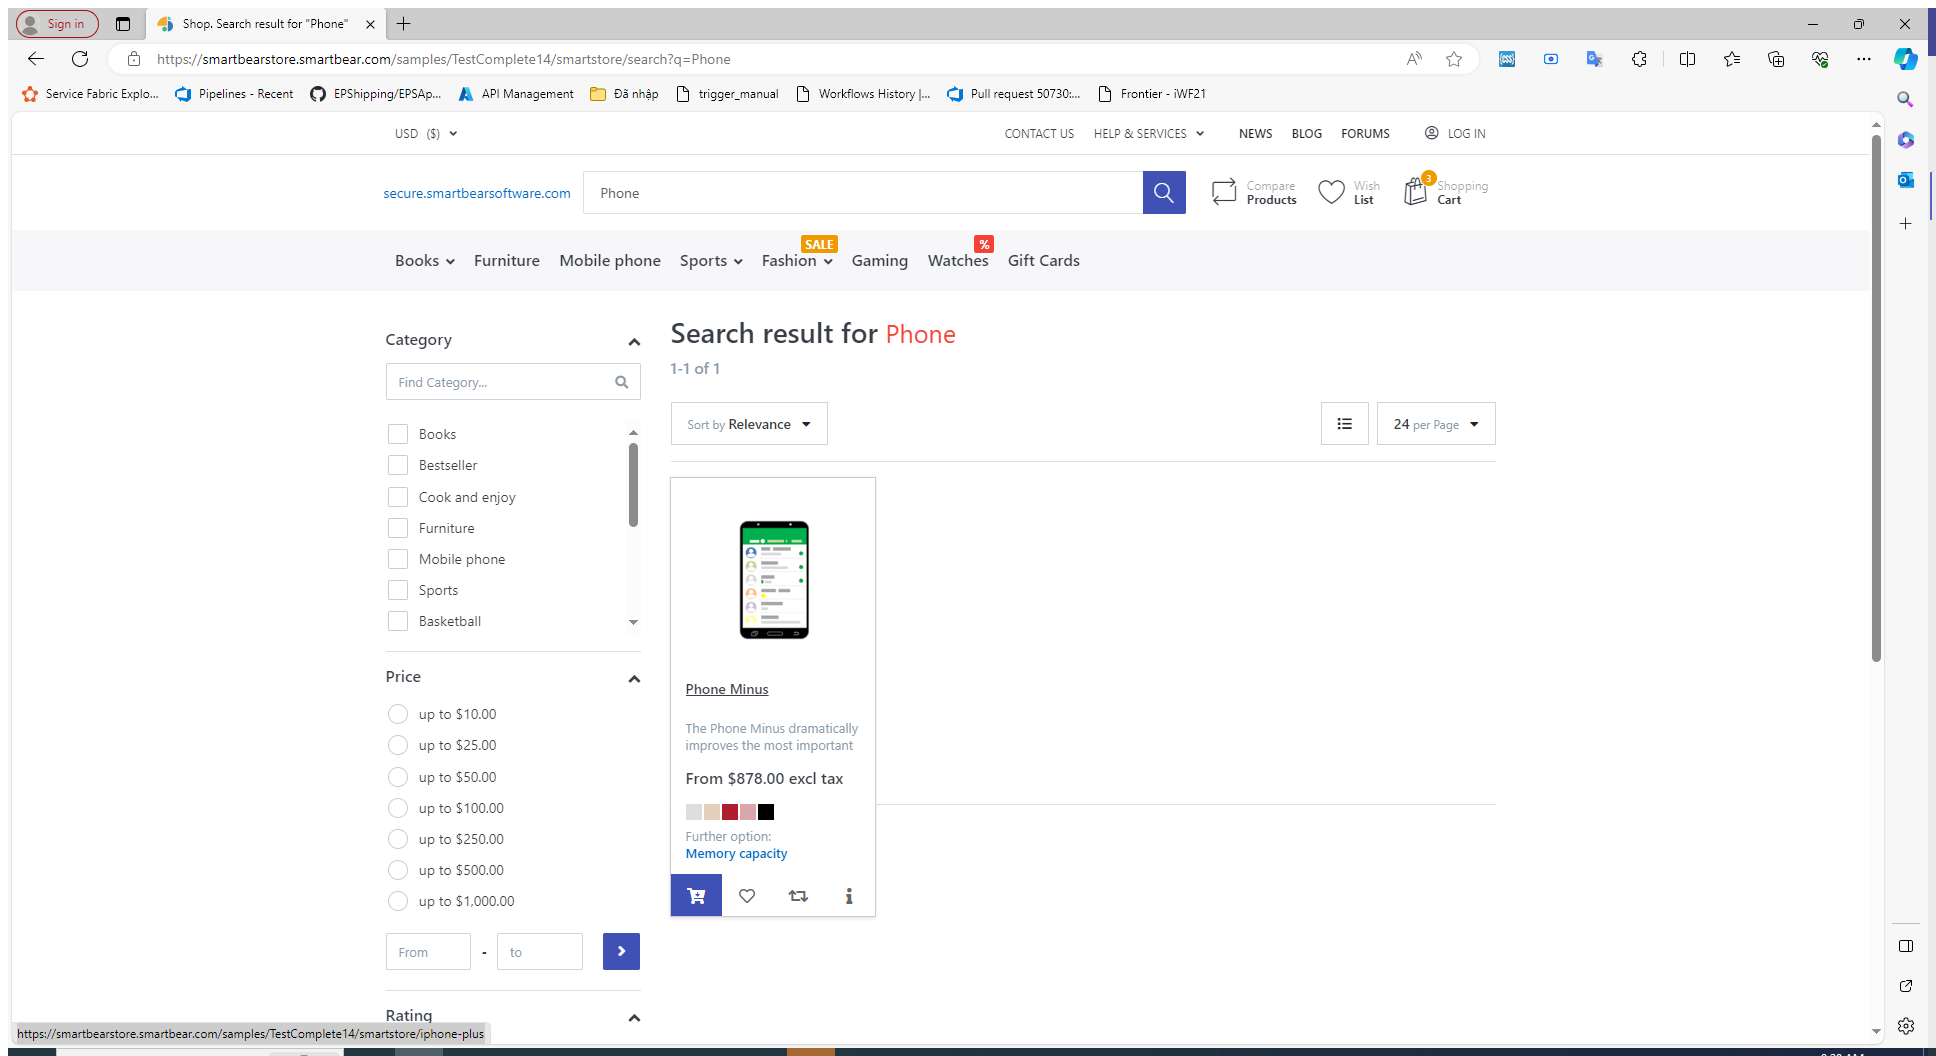 Sign in
Shop. Search result for "Phone"
https://smartbearstore.smartbear.com/samples/TestComplete14/smartstore/search?q=Phone
Service Fabric Explo...
Pipelines - Recent
EPShipping/EPSAp...
API Management
Đã nhập
trigger_manual
Workflows History |...
Pull request 50730:...
Frontier - iWF21
USD ($)
CONTACT US
HELP & SERVICES
NEWS
BLOG
FORUMS
LOG IN
secure.smartbearsoftware.com
Phone
Compare
Products
Wish
List
3
Shopping
Cart
SALE
%
Books
Furniture
Mobile phone
Sports
Fashion
Gaming
Watches
Gift Cards
Category
Find Category...
Books
Bestseller
Cook and enjoy
Furniture
Mobile phone
Sports
Basketball
Price
up to $10.00
up to $25.00
up to $50.00
up to $100.00
up to $250.00
up to $500.00
up to $1,000.00
From - to
Rating
Search result for Phone
1-1 of 1
Sort by Relevance
24 per Page
Phone Minus
The Phone Minus dramatically
improves the most important
From $878.00 excl tax
Further option:
Memory capacity
https://smartbearstore.smartbear.com/samples/TestComplete14/smartstore/iphone-plus